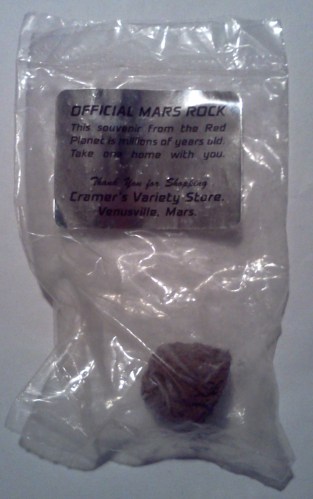 OFFICIAL MARS ROCK
This souvenir from the Red
Planet is millions of years old.
Take one home with you.
Thank You for Shopping
Cramer's Variety Store.
Venusville, Mars.